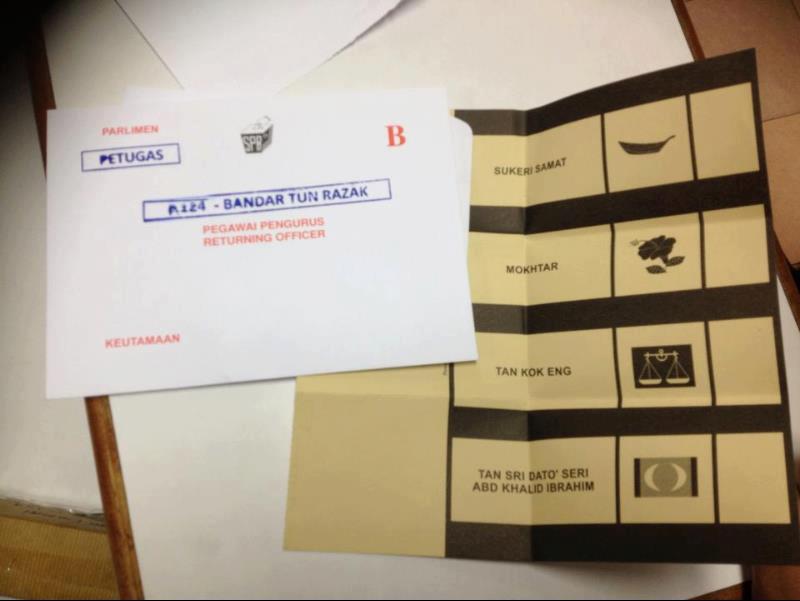 PARLIMEN
SPR
B
PETUGAS
P.124 - BANDAR TUN RAZAK
PEGAWAI PENGURUS
RETURNING OFFICER
KEUTAMAAN
SUKERI SAMAT
MOKHTAR
TAN KOK ENG
TAN SRI DATO' SERI
ABD KHALID IBRAHIM